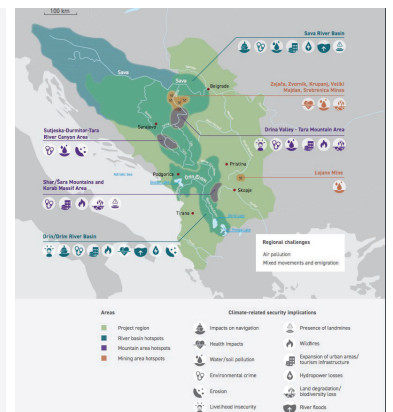 100 km
Sava River Basin
Sava
Sava
Belgrade
Zajača, Zvornik, Krupanj, Veliki
Majdan, Srebrenica Mines
Sarajevo
Sutjeska-Durmitor-Tara
River Canyon Area
Drina Valley - Tara Mountain Area
Pristina
Podgorica
Shar/Šara Mountains and
Korab Massif Area
Lojane Mine
Skopje
Tirana
Drin/Drim River Basin
Regional challenges
Air pollution
Mixed movements and emigration
Areas
Project region
River basin hotspots
Mountain area hotspots
Mining area hotspots
Climate-related security implications
Impacts on navigation
Health impacts
Water/soil pollution
Environmental crime
Erosion
Livelihood insecurity
Presence of landmines
Wildfires
Expansion of urban areas/
tourism infrastructure
Hydropower losses
Land degradation/
biodiversity loss
River floods